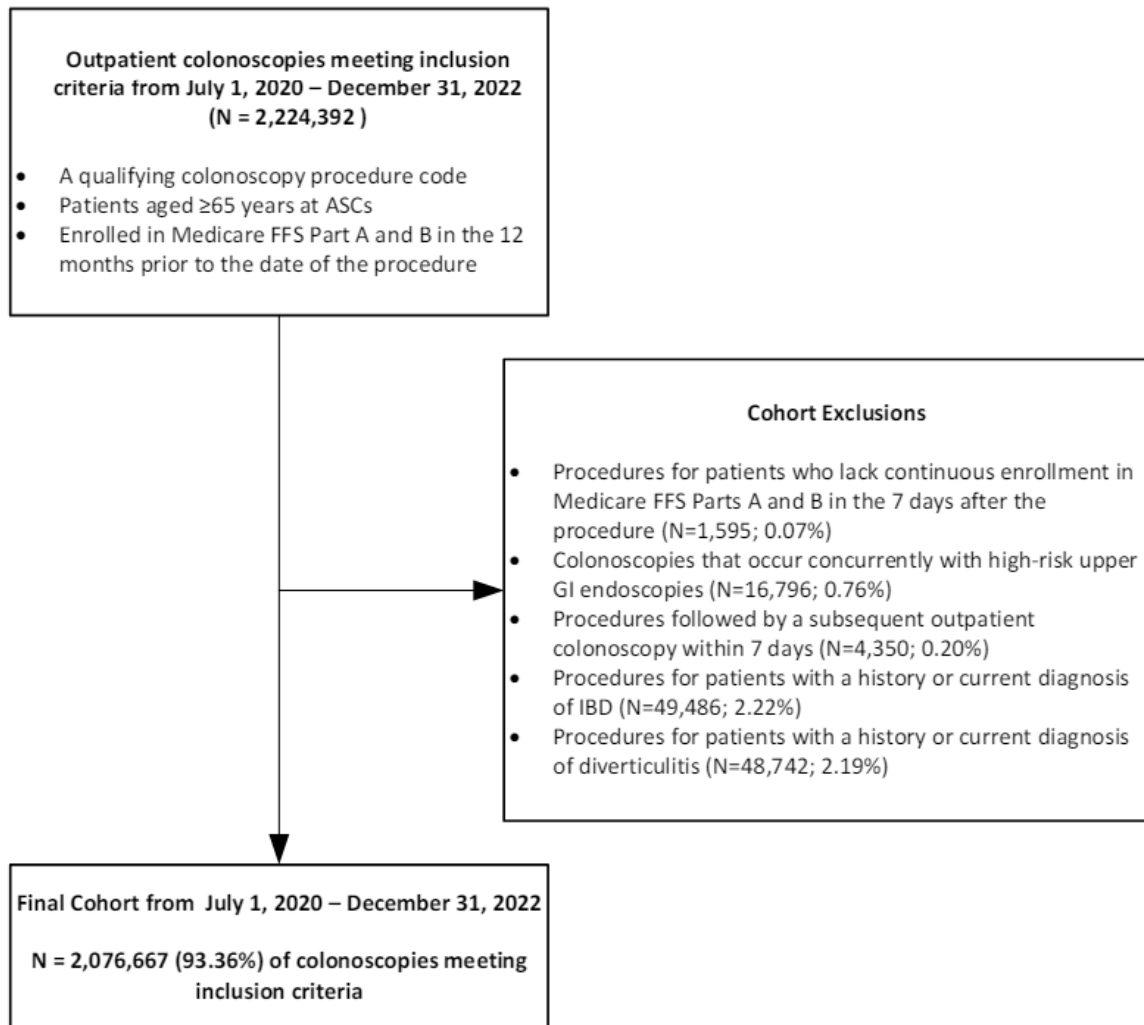 Outpatient colonoscopies meeting inclusion
criteria from July 1, 2020 – December 31, 2022
(N = 2,224,392 )
• A qualifying colonoscopy procedure code
• Patients aged ≥65 years at ASCs
• Enrolled in Medicare FFS Part A and B in the 12
months prior to the date of the procedure
Cohort Exclusions
• Procedures for patients who lack continuous enrollment in
Medicare FFS Parts A and B in the 7 days after the
procedure (N=1,595; 0.07%)
• Colonoscopies that occur concurrently with high-risk upper
GI endoscopies (N=16,796; 0.76%)
• Procedures followed by a subsequent outpatient
colonoscopy within 7 days (N=4,350; 0.20%)
• Procedures for patients with a history or current diagnosis
of IBD (N=49,486; 2.22%)
• Procedures for patients with a history or current diagnosis
of diverticulitis (N=48,742; 2.19%)
Final Cohort from July 1, 2020 – December 31, 2022
N = 2,076,667 (93.36%) of colonoscopies meeting
inclusion criteria